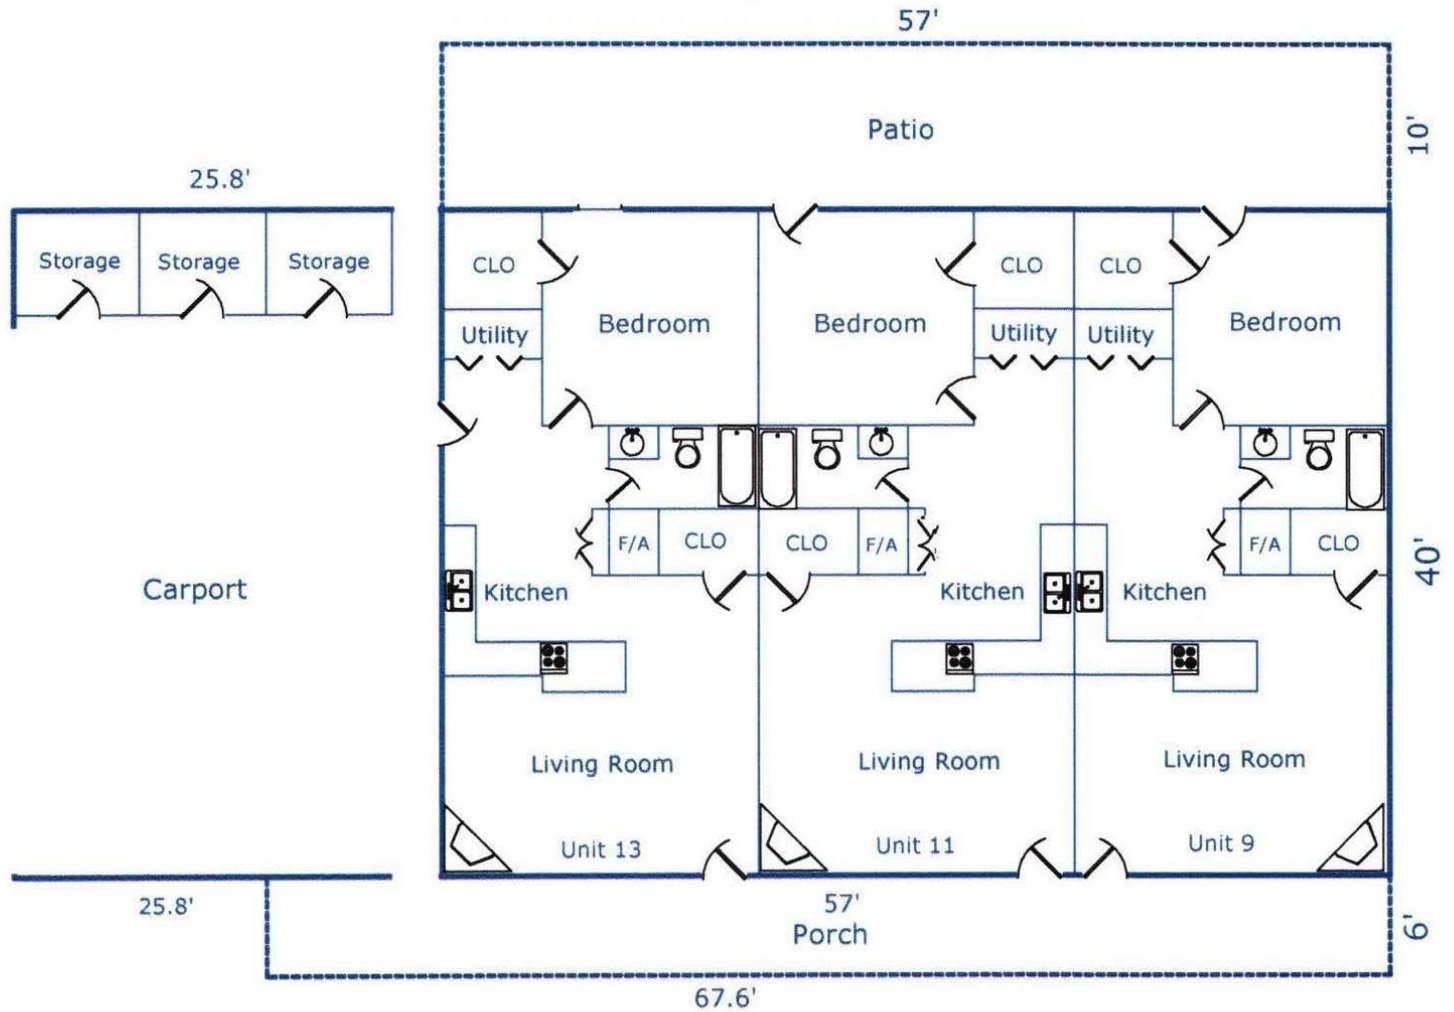 57'
Patio
10'
25.8'
Storage Storage Storage
CLO CLO CLO
Bedroom Bedroom Bedroom
Utility Utility Utility
F/A CLO CLO F/A F/A CLO
40'
Carport
Kitchen Kitchen Kitchen
Living Room Living Room Living Room
Unit 13 Unit 11 Unit 9
25.8'
57'
Porch
6'
67.6'